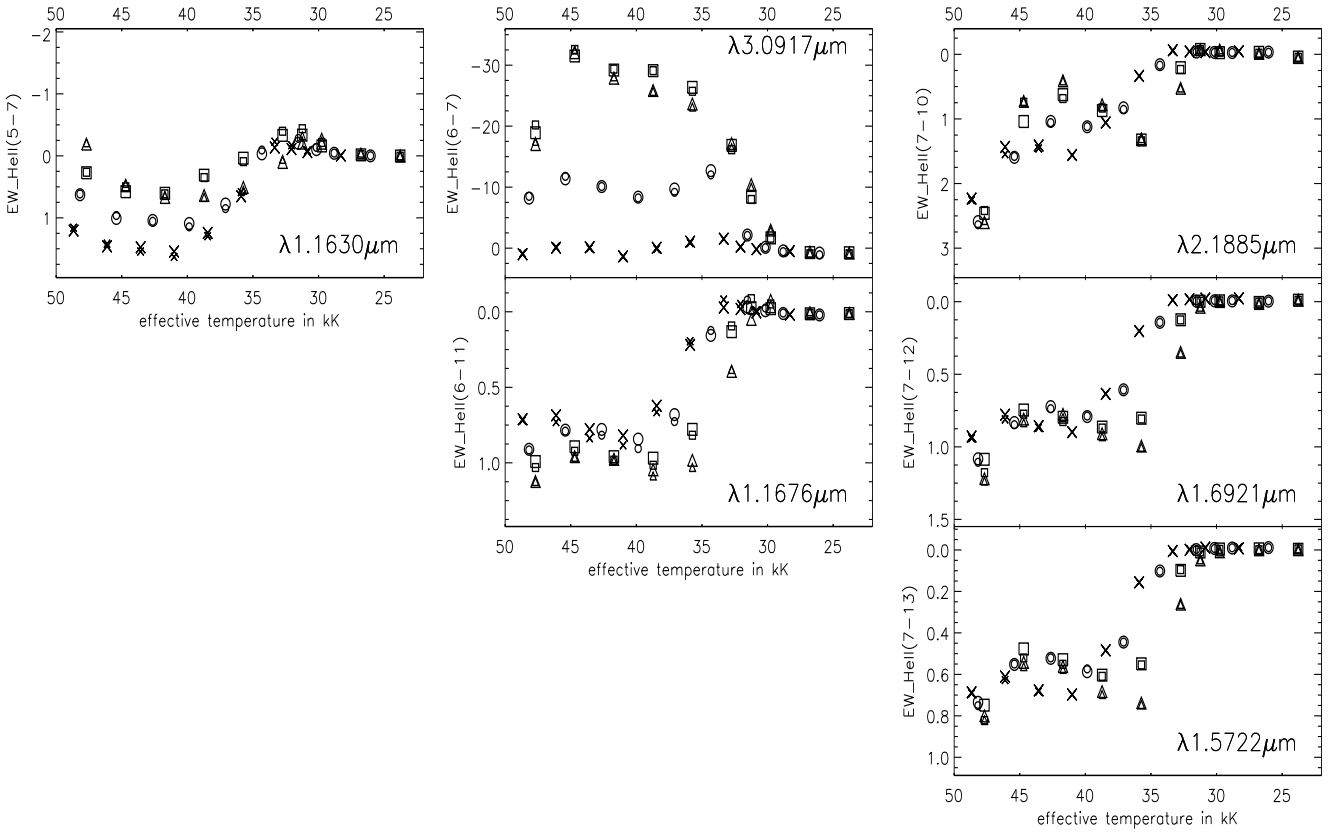 50 45 40 35 30 25
50 45 40 35 30 25
50 45 40 35 30 25
-2
-1
0
1
EW_HeII(5-7)
λ1.1630μm
50 45 40 35 30 25
effective temperature in kK
-30
-20
-10
0
EW_HeII(6-7)
λ3.0917μm
0
1
2
3
EW_HeII(7-10)
λ2.1885μm
0.0
0.5
1.0
EW_HeII(6-11)
λ1.1676μm
50 45 40 35 30 25
effective temperature in kK
0.0
0.5
1.0
1.5
EW_HeII(7-12)
λ1.6921μm
0.0
0.2
0.4
0.6
0.8
1.0
EW_HeII(7-13)
λ1.5722μm
50 45 40 35 30 25
effective temperature in kK